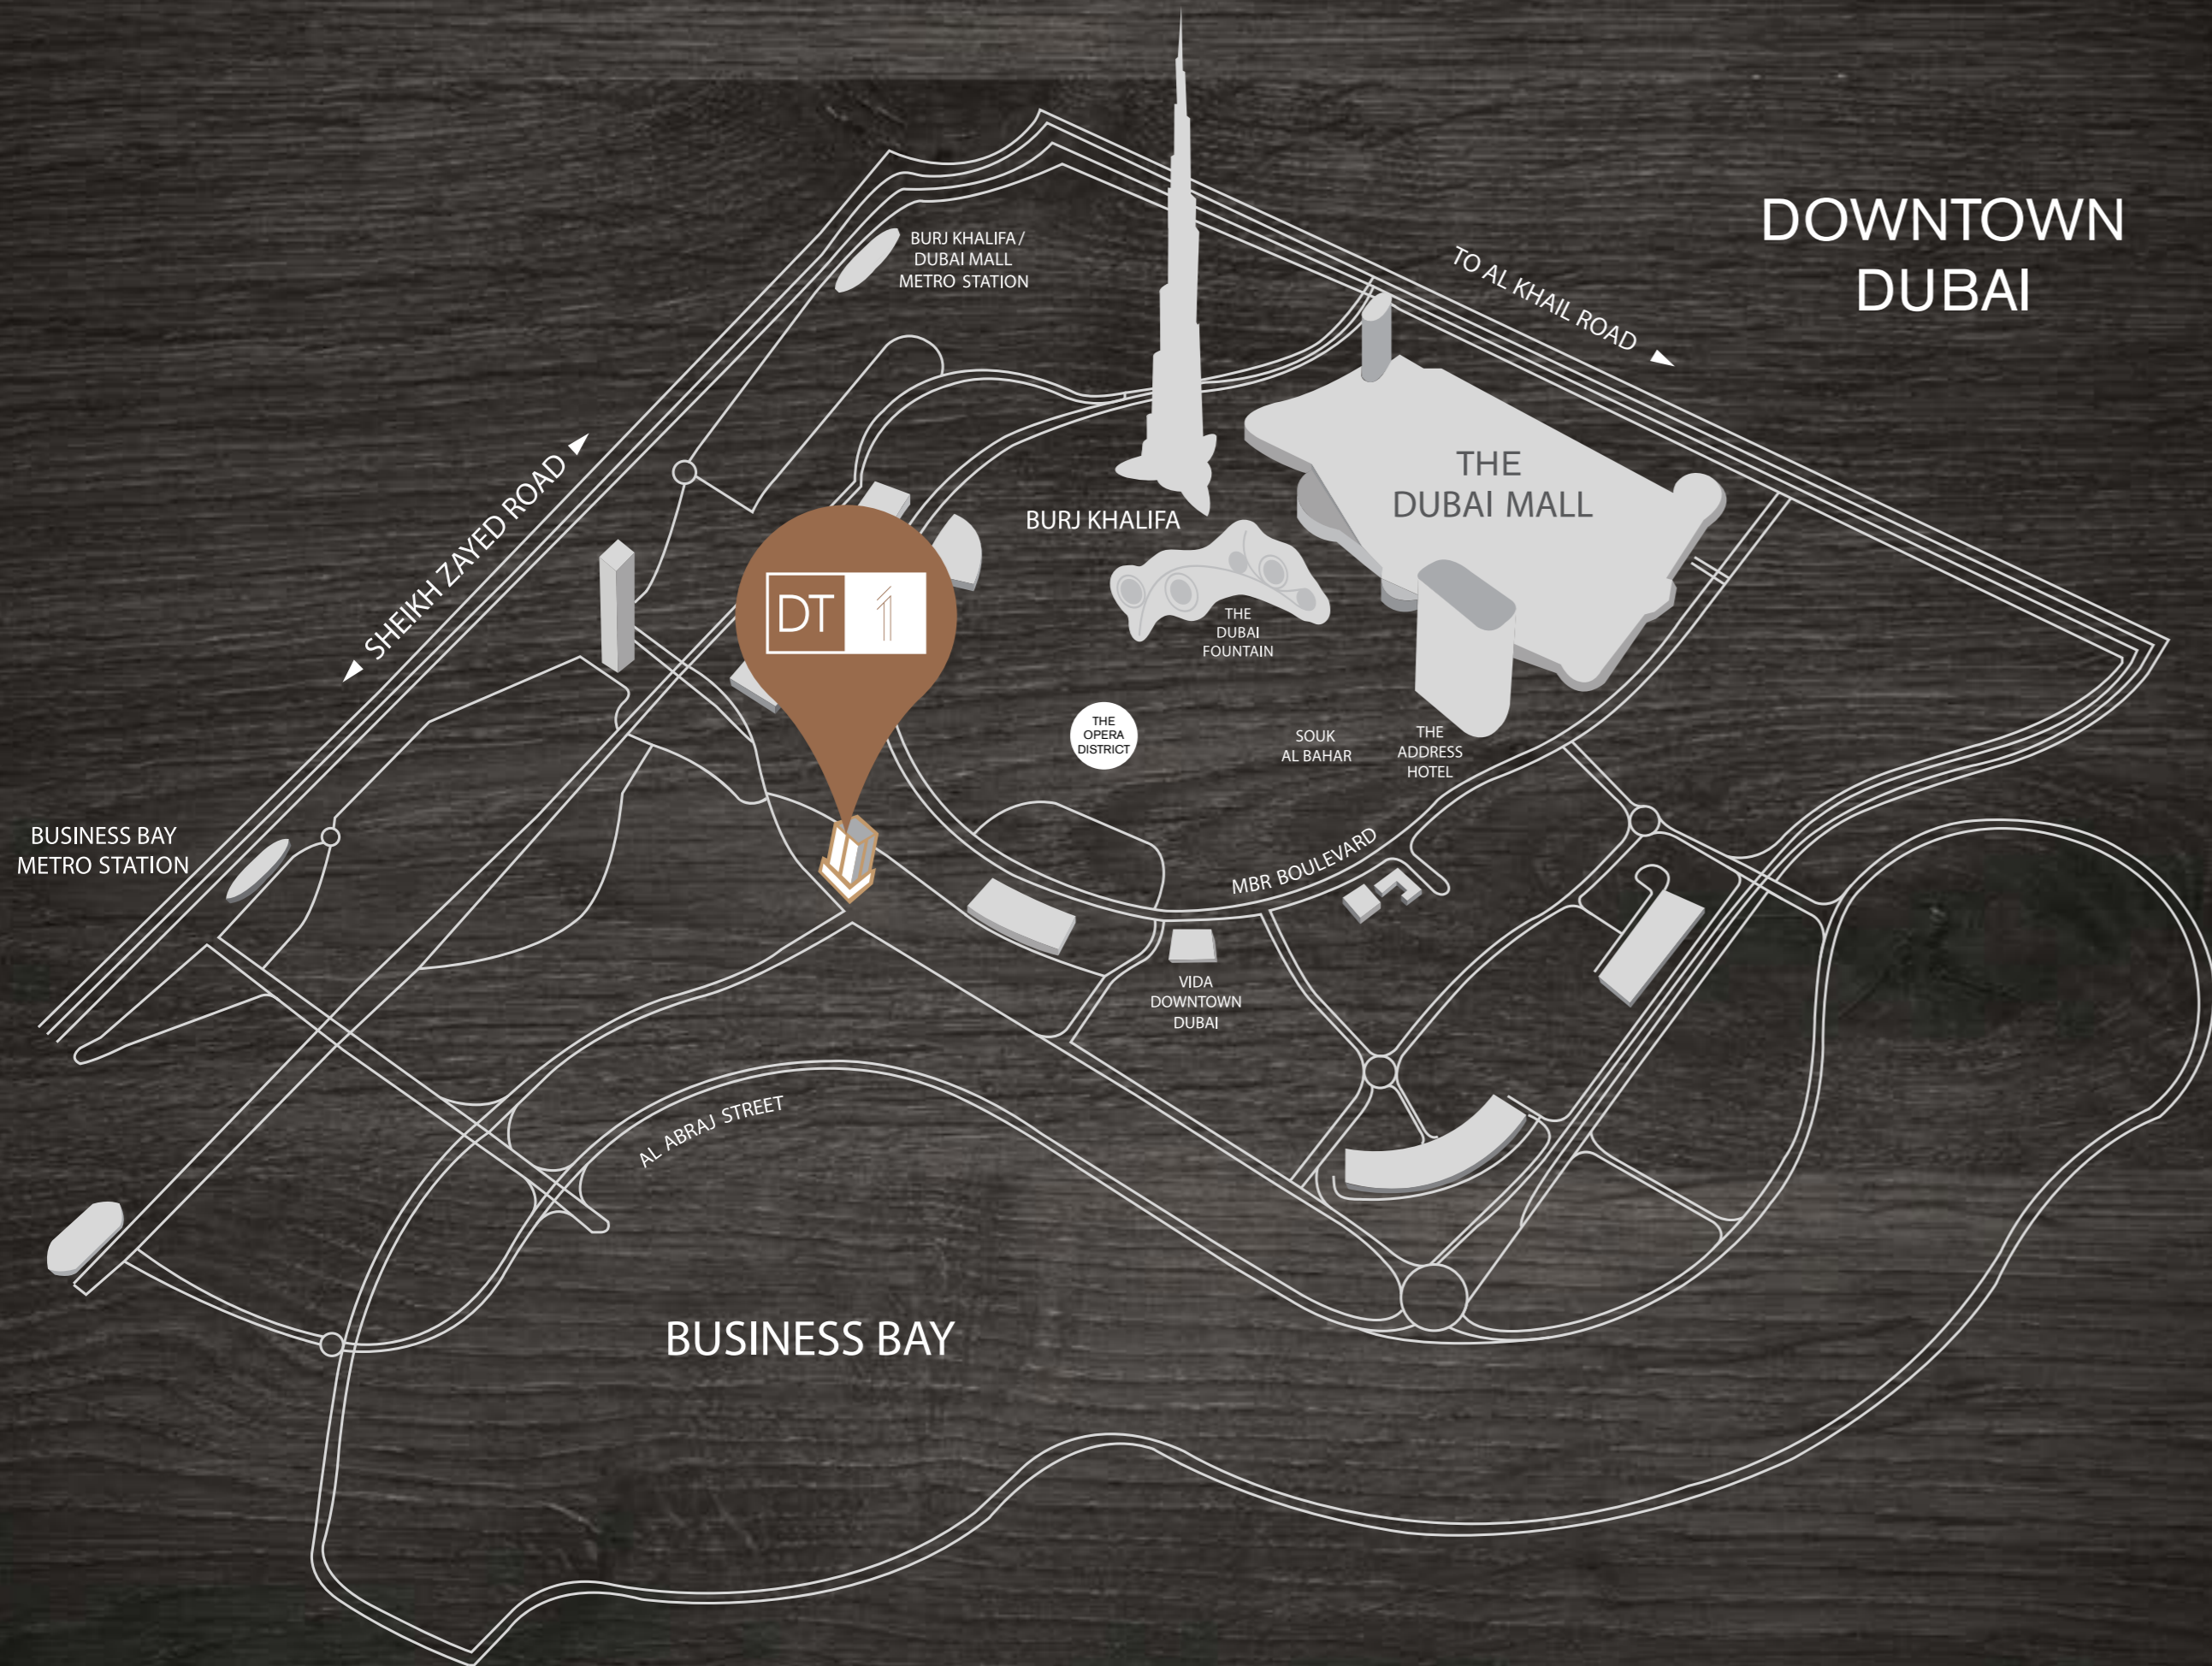 DOWNTOWN
DUBAI
BURJ KHALIFA /
DUBAI MALL
METRO STATION
TO AL KHAIL ROAD
SHEIKH ZAYED ROAD
THE
DUBAI MALL
BURJ KHALIFA
DT 1
THE
DUBAI
FOUNTAIN
THE
OPERA
DISTRICT
SOUK
AL BAHAR
THE
ADDRESS
HOTEL
BUSINESS BAY
METRO STATION
MBR BOULEVARD
VIDA
DOWNTOWN
DUBAI
AL ABRAJ STREET
BUSINESS BAY